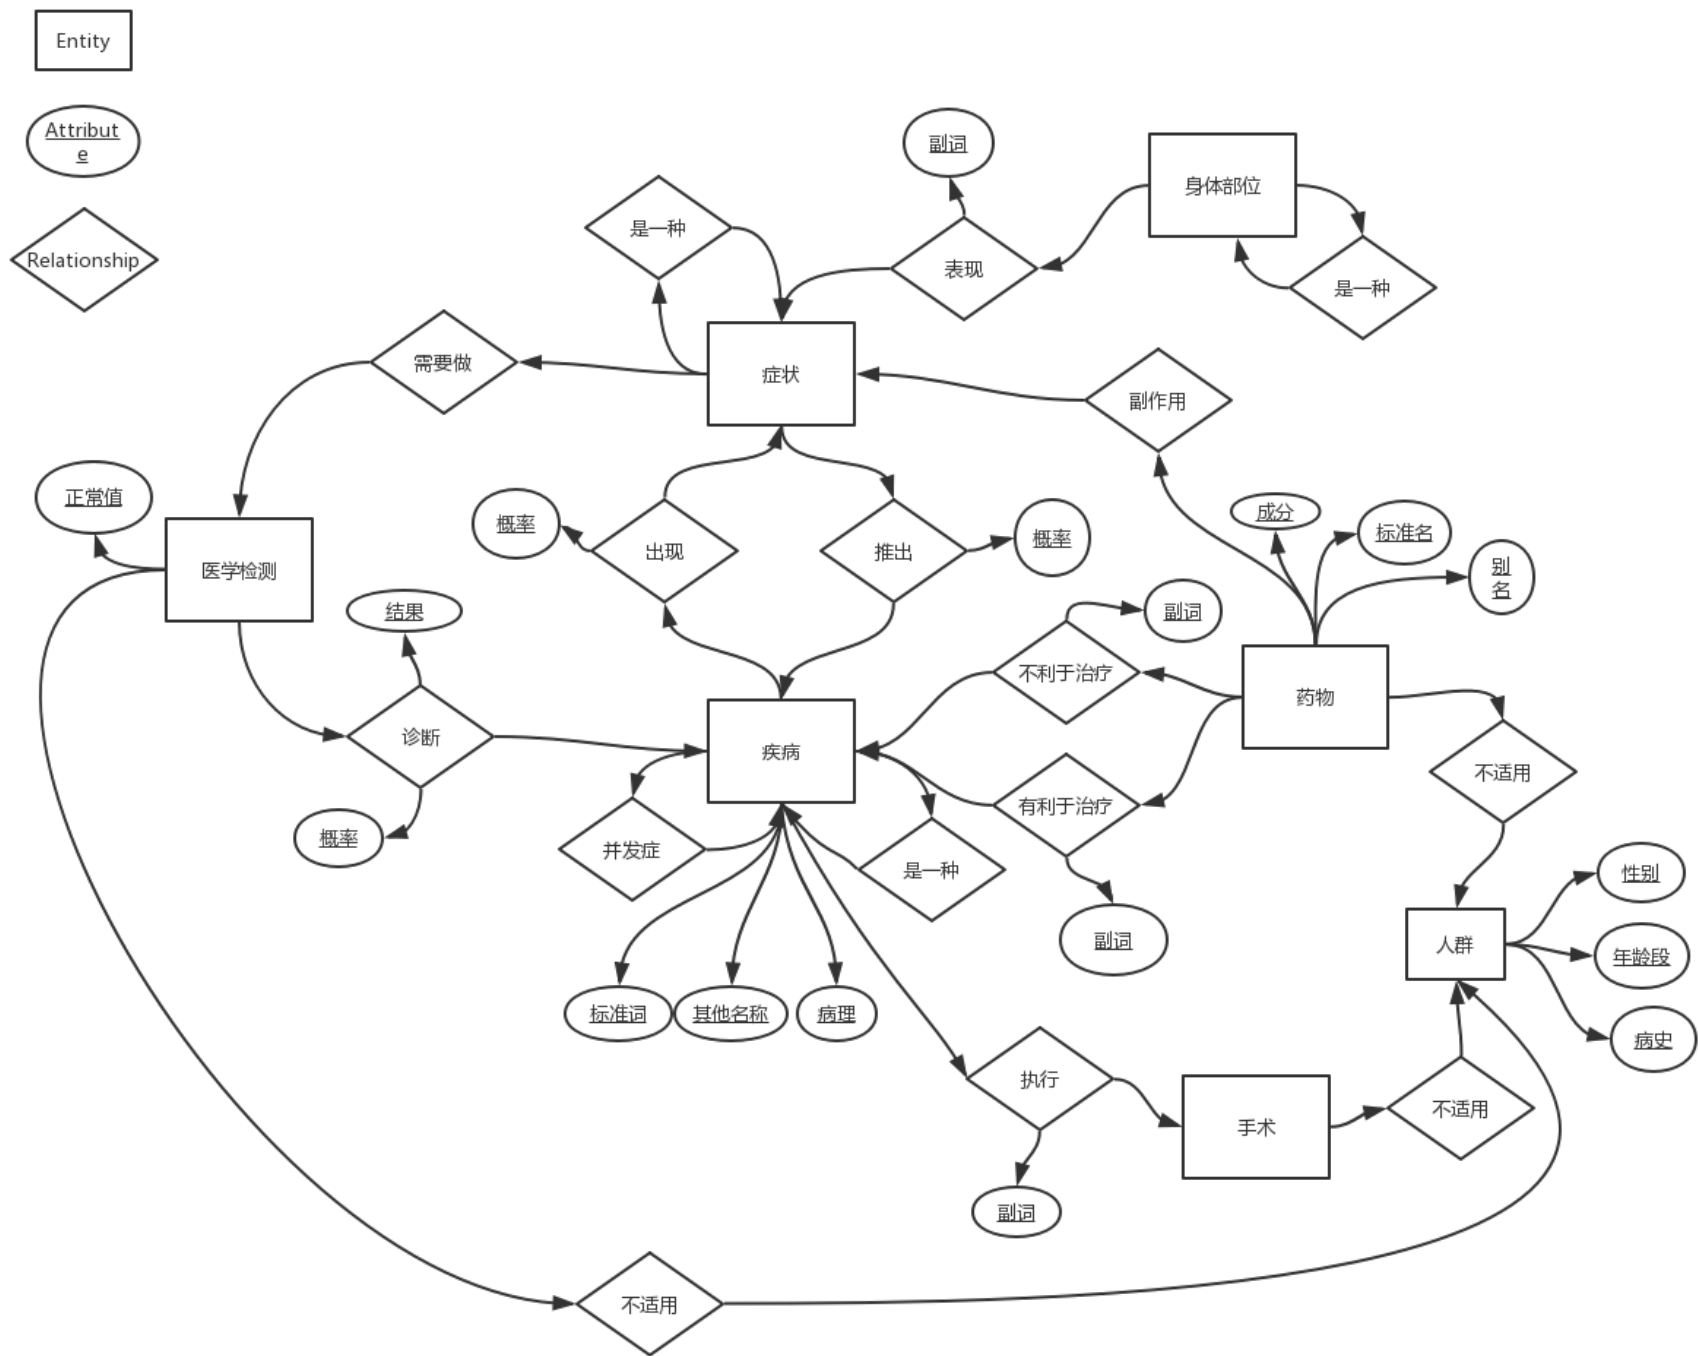 Entity
Attribut
e
Relationship
副词
身体部位
是一种
表现
是一种
需要做
症状
副作用
正常值
概率
出现
推出
概率
成分
标准名
别
名
医学检测
结果
副词
不利于治疗
药物
诊断
疾病
不适用
概率
并发症
是一种
有利于治疗
性别
副词
人群
年龄段
标准词
其他名称
病理
病史
执行
手术
不适用
副词
不适用